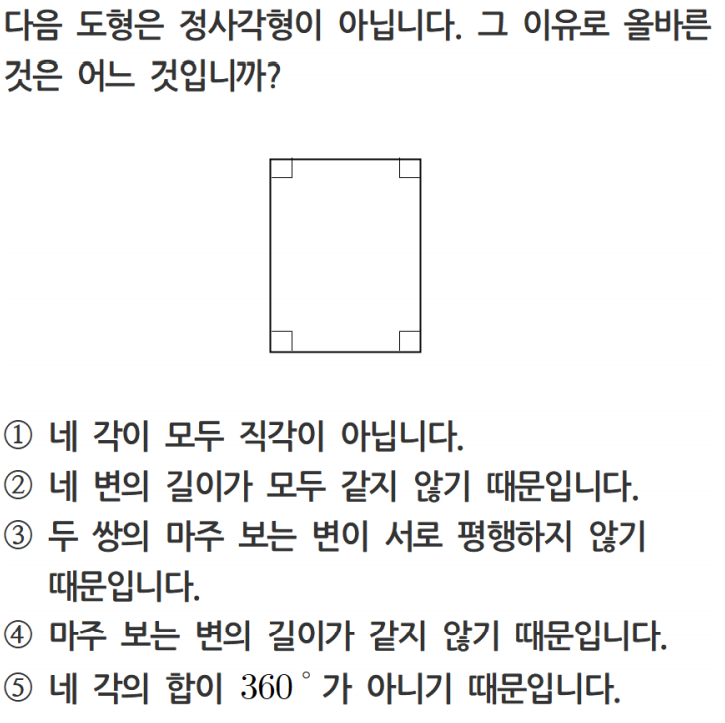 다음 도형은 정사각형이 아닙니다. 그 이유로 올바른
것은 어느 것입니까?
① 네 각이 모두 직각이 아닙니다.
② 네 변의 길이가 모두 같지 않기 때문입니다.
③ 두 쌍의 마주 보는 변이 서로 평행하지 않기
때문입니다.
④ 마주 보는 변의 길이가 같지 않기 때문입니다.
⑤ 네 각의 합이 360°가 아니기 때문입니다.